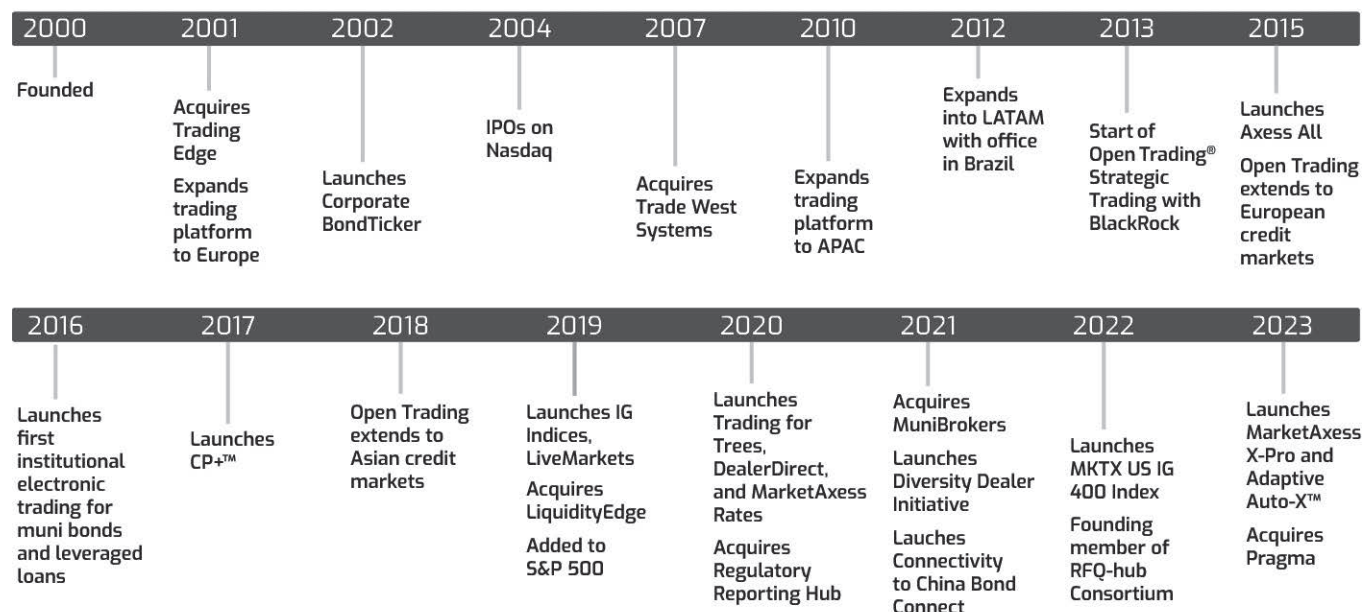 2000 2001 2002 2004 2007 2010 2012 2013 2015
Founded
Acquires
Trading
Edge
Expands
trading
platform
to Europe
Launches
Corporate
BondTicker
IPOs on
Nasdaq
Acquires
Trade West
Systems
Expands
trading
platform
to APAC
Expands
into LATAM
with office
in Brazil
Start of
Open Trading®
Strategic
Trading with
BlackRock
Launches
Axess All
Open Trading
extends to
European
credit
markets
2016 2017 2018 2019 2020 2021 2022 2023
Launches
first
institutional
electronic
trading for
muni bonds
and leveraged
loans
Launches
CP+™
Open Trading
extends to
Asian credit
markets
Launches IG
Indices,
LiveMarkets
Acquires
LiquidityEdge
Added to
S&P 500
Launches
Trading for
Trees,
DealerDirect,
and MarketAxess
Rates
Acquires
Regulatory
Reporting Hub
Acquires
MuniBrokers
Launches
Diversity Dealer
Initiative
Lauches
Connectivity
to China Bond
Connect
Launches
MKTX US IG
400 Index
Founding
member of
RFQ-hub
Consortium
Launches
MarketAxess
X-Pro and
Adaptive
Auto-X™
Acquires
Pragma